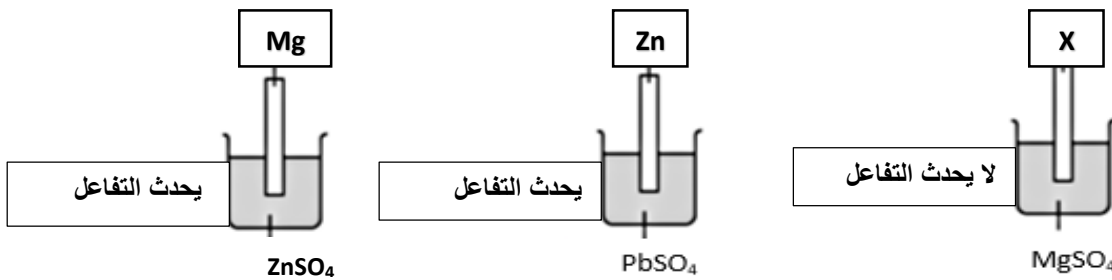 Mg
Zn
X
يحدث التفاعل
يحدث التفاعل
لا يحدث التفاعل
ZnSO₄
PbSO₄
MgSO₄